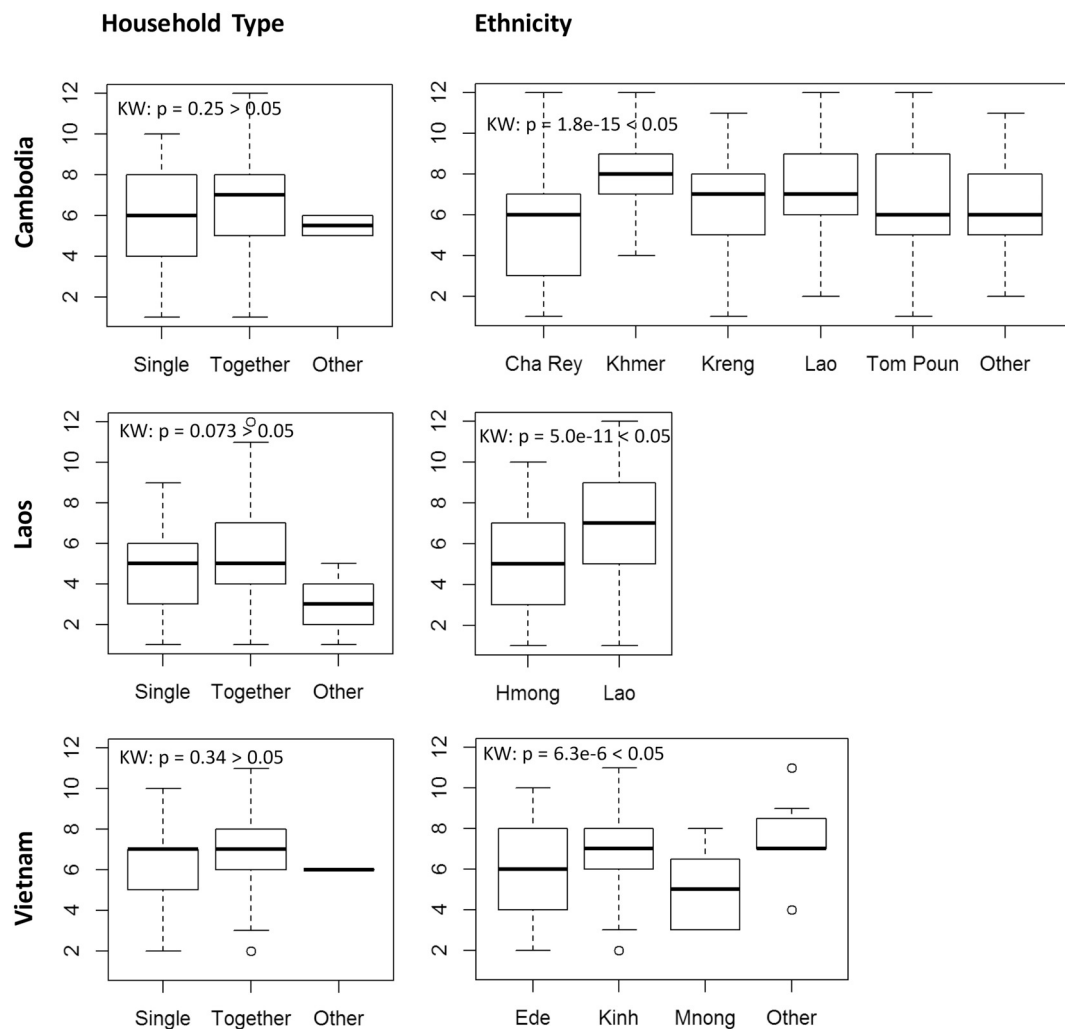 Household Type
Ethnicity
Cambodia
12
10
8
6
4
2
KW: p = 0.25 > 0.05
Single Together Other
12
10
8
6
4
2
KW: p = 1.8e-15 < 0.05
Cha Rey Khmer Kreng Lao Tom Poun Other
Laos
12
10
8
6
4
2
KW: p = 0.073 > 0.05
Single Together Other
12
10
8
6
4
2
KW: p = 5.0e-11 < 0.05
Hmong Lao
Vietnam
12
10
8
6
4
2
KW: p = 0.34 > 0.05
Single Together Other
12
10
8
6
4
2
KW: p = 6.3e-6 < 0.05
Ede Kinh Mnong Other